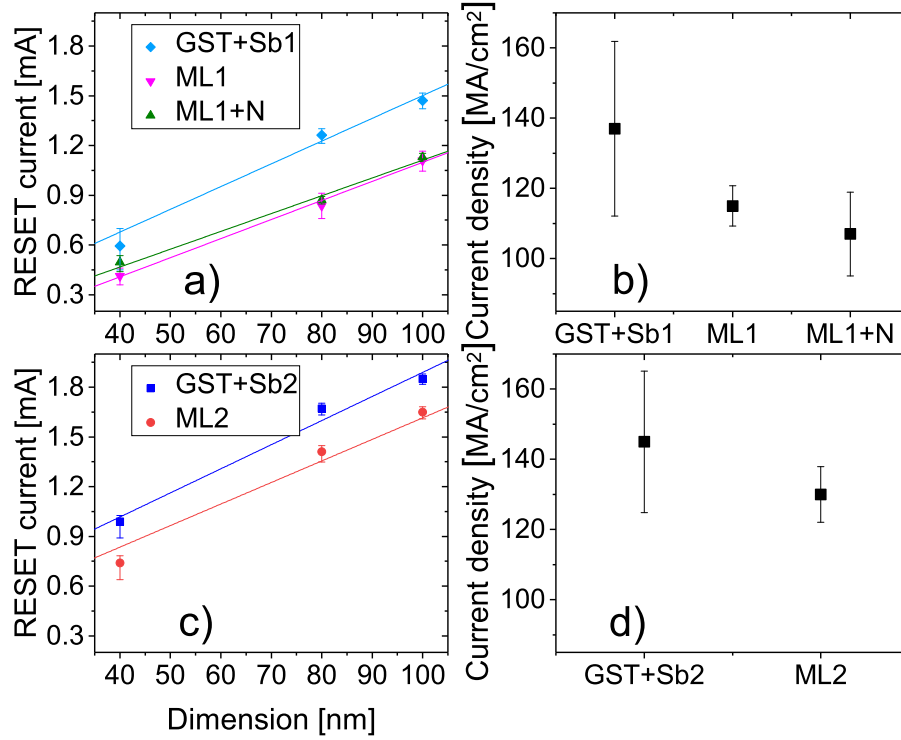 RESET current [mA]
1.8
1.5
1.2
0.9
0.6
0.3
GST+Sb1
ML1
ML1+N
a)
40 50 60 70 80 90 100
Current density [MA/cm²]
160
140
120
100
b)
GST+Sb1 ML1 ML1+N
RESET current [mA]
1.8
1.5
1.2
0.9
0.6
0.3
GST+Sb2
ML2
c)
40 50 60 70 80 90 100
Dimension [nm]
Current density [MA/cm²]
160
140
120
100
d)
GST+Sb2 ML2